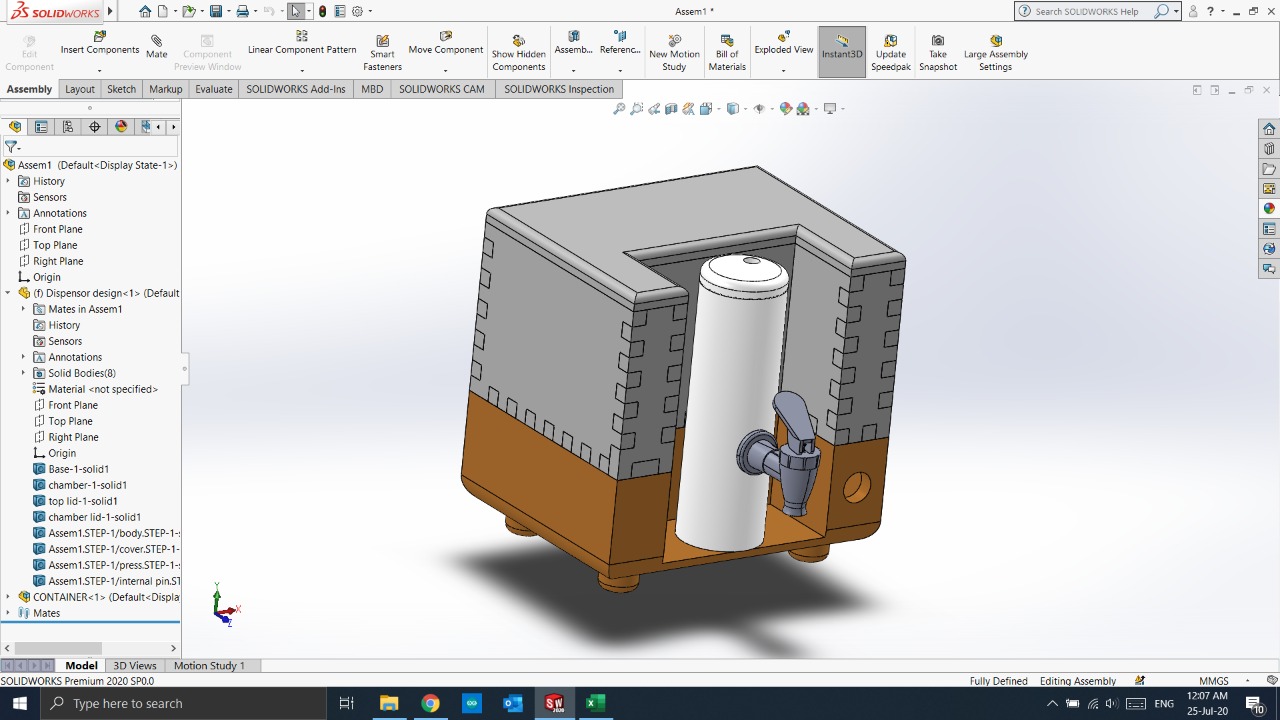 SOLIDWORKS
Assem1 *
Search SOLIDWORKS Help
Edit Component
Insert Components
Mate
Component Preview Window
Linear Component Pattern
Smart Fasteners
Move Component
Show Hidden Components
Assemb...
Referenc...
New Motion Study
Bill of Materials
Exploded View
Instant3D
Update Speedpak
Take Snapshot
Large Assembly Settings
Assembly
Layout
Sketch
Markup
Evaluate
SOLIDWORKS Add-Ins
MBD
SOLIDWORKS CAM
SOLIDWORKS Inspection
Assem1 (Default<Display State-1>)
History
Sensors
Annotations
Front Plane
Top Plane
Right Plane
Origin
(f) Dispensor design<1> (Default
Mates in Assem1
History
Sensors
Annotations
Solid Bodies(8)
Material <not specified>
Front Plane
Top Plane
Right Plane
Origin
Base-1-solid1
chamber-1-solid1
top lid-1-solid1
chamber lid-1-solid1
Assem1.STEP-1/body.STEP-1-
Assem1.STEP-1/cover.STEP-1-
Assem1.STEP-1/press.STEP-1-
Assem1.STEP-1/internal pin.ST
CONTAINER<1> (Default<Displa
Mates
Y
X
Z
Model
3D Views
Motion Study 1
SOLIDWORKS Premium 2020 SP0.0
Fully Defined
Editing Assembly
MMGS
Type here to search
SW
2020
ENG
12:07 AM
25-Jul-20
10